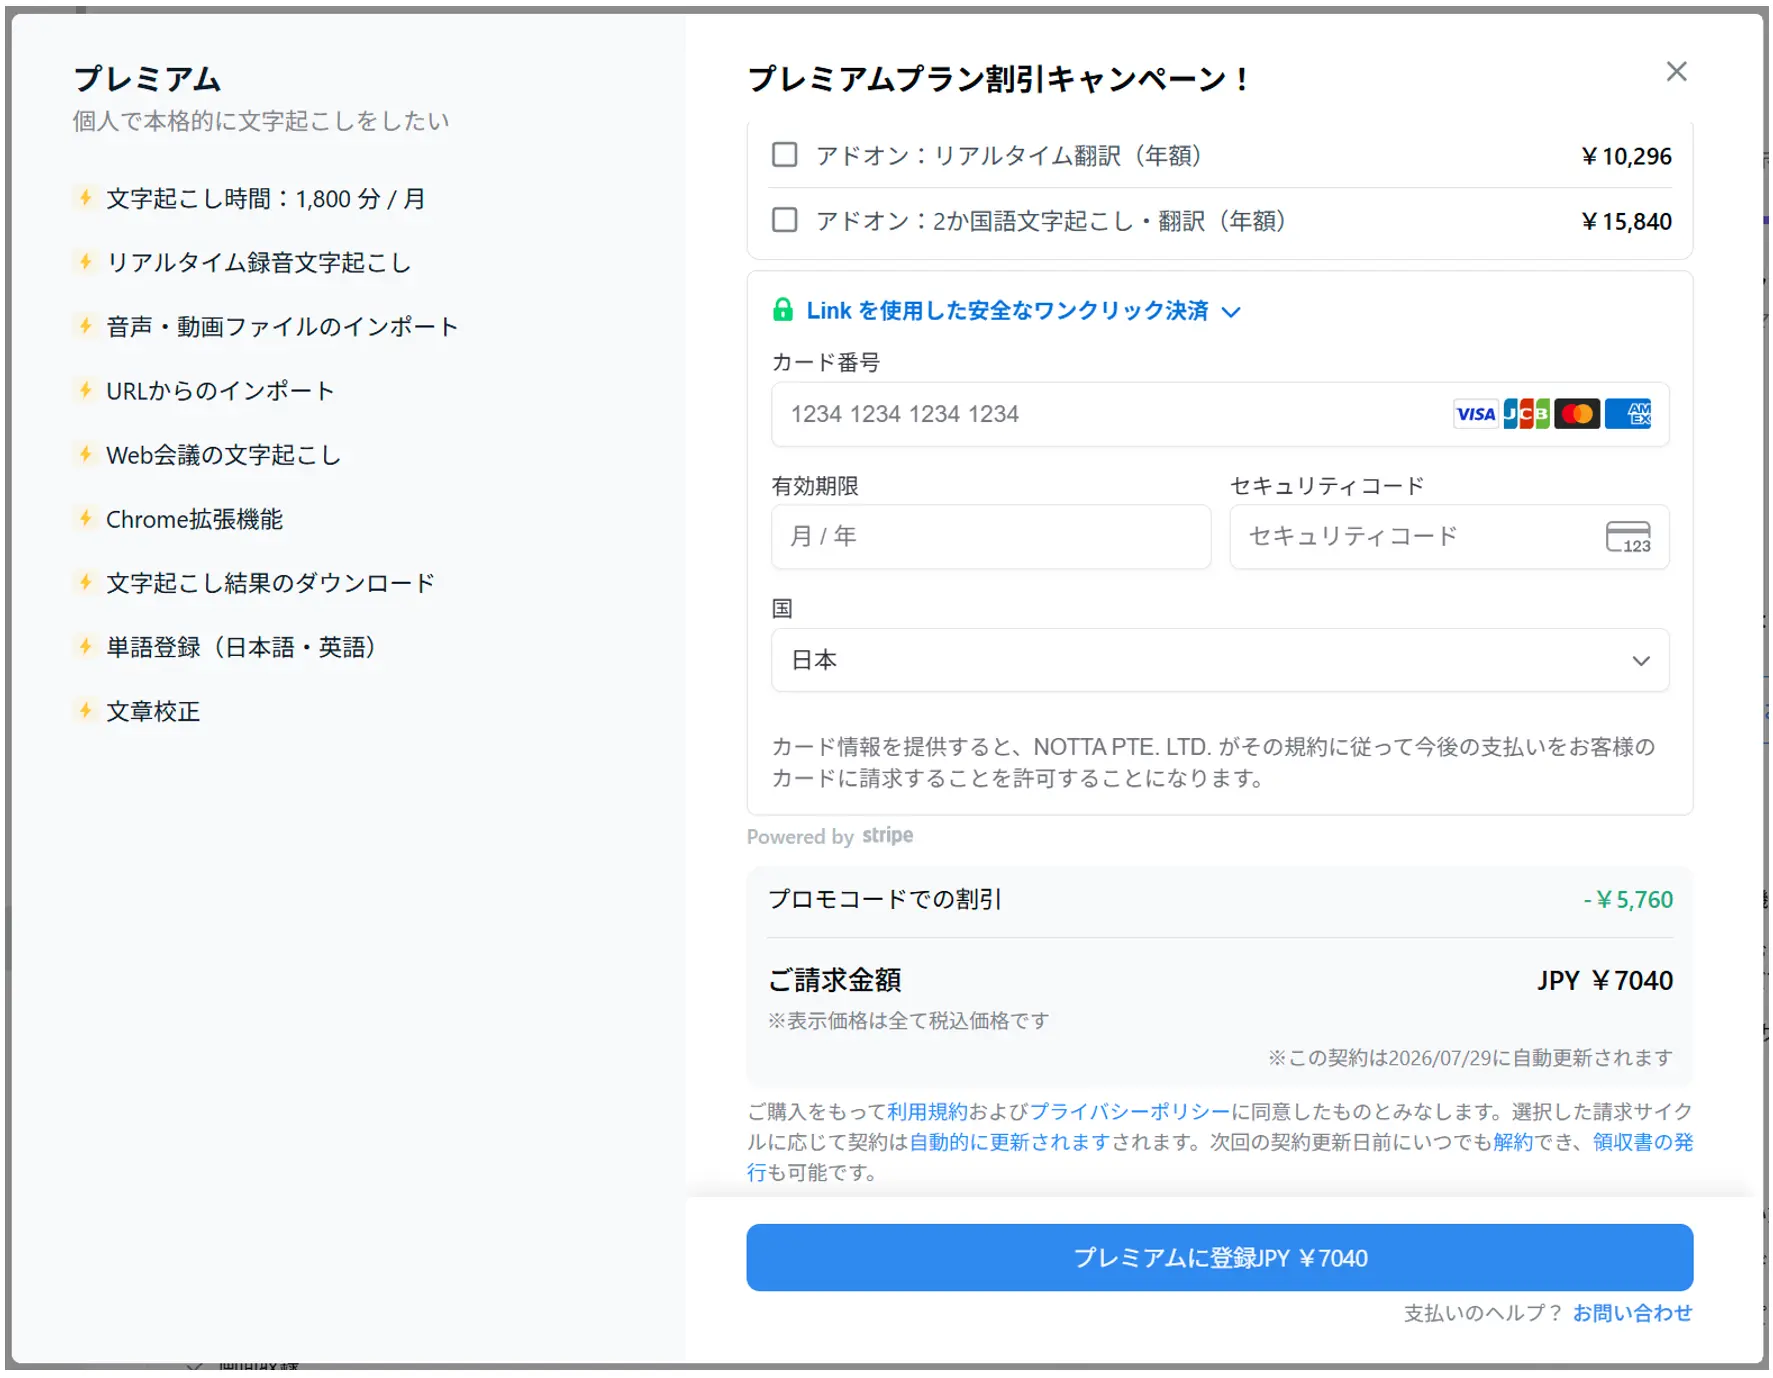 プレミアム
個人で本格的に文字起こしをしたい
文字起こし時間：1,800 分 / 月
リアルタイム録音文字起こし
音声・動画ファイルのインポート
URLからのインポート
Web会議の文字起こし
Chrome拡張機能
文字起こし結果のダウンロード
単語登録（日本語・英語）
文章校正
プレミアムプラン割引キャンペーン！
アドオン：リアルタイム翻訳（年額） ￥10,296
アドオン：2か国語文字起こし・翻訳（年額） ￥15,840
Link を使用した安全なワンクリック決済
カード番号
1234 1234 1234 1234 VISA JCB AMEX
有効期限 セキュリティコード
月 / 年 セキュリティコード 123
国
日本
カード情報を提供すると、NOTTA PTE. LTD. がその規約に従って今後の支払いをお客様の
カードに請求することを許可することになります。
Powered by stripe
プロモコードでの割引 -￥5,760
ご請求金額 JPY ￥7040
※表示価格は全て税込価格です
※この契約は2026/07/29に自動更新されます
ご購入をもって利用規約およびプライバシーポリシーに同意したものとみなします。選択した請求サイク
ルに応じて契約は自動的に更新されますされます。次回の契約更新日前にいつでも解約でき、領収書の発
行も可能です。
プレミアムに登録JPY ￥7040
支払いのヘルプ？ お問い合わせ